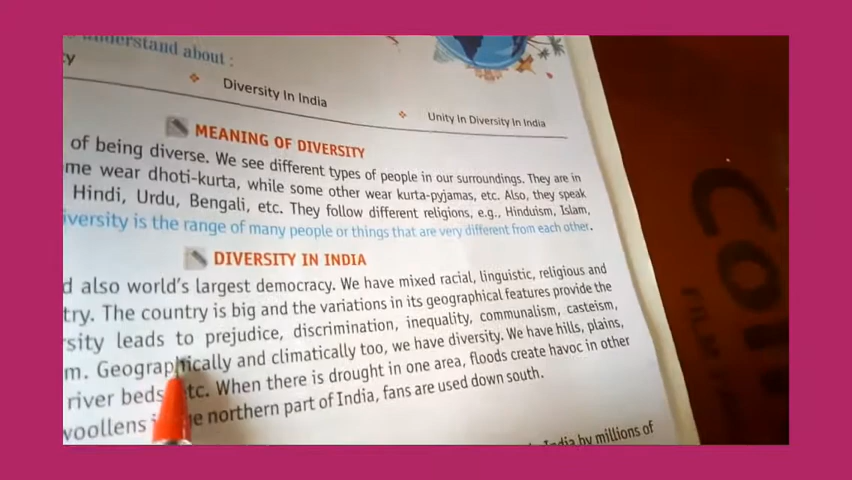 understand about :
ty
Diversity In India
Unity In Diversity In India
MEANING OF DIVERSITY
of being diverse. We see different types of people in our surroundings. They are in
me wear dhoti-kurta, while some other wear kurta-pyjamas, etc. Also, they speak
Hindi, Urdu, Bengali, etc. They follow different religions, e.g., Hinduism, Islam,
iversity is the range of many people or things that are very different from each other.
DIVERSITY IN INDIA
d also world's largest democracy. We have mixed racial, linguistic, religious and
try. The country is big and the variations in its geographical features provide the
rsity leads to prejudice, discrimination, inequality, communalism, casteism,
m. Geographically and climatically too, we have diversity. We have hills, plains,
river beds etc. When there is drought in one area, floods create havoc in other
woollens northern part of India, fans are used down south.
India by millions of